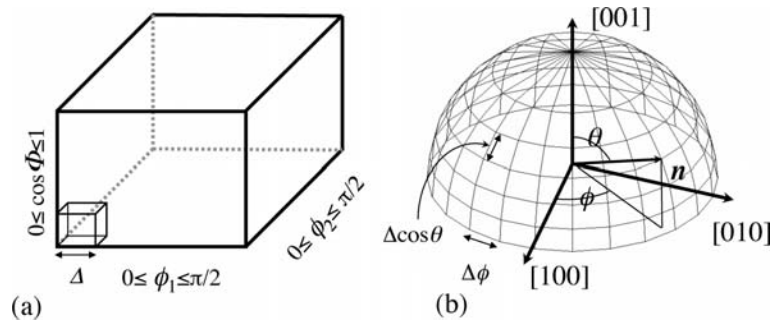 0≤ cos Φ≤1
Δ
0≤ ϕ₁≤π/2
0≤ ϕ₂≤ π/2
(a)
[001]
θ
n
ϕ
Δcosθ
Δϕ
[100]
[010]
(b)